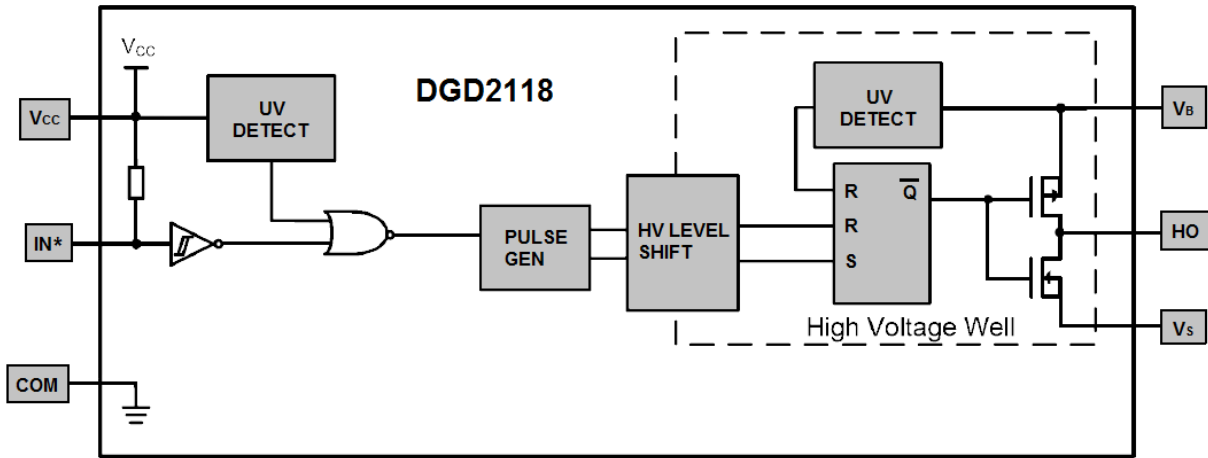 DGD2118
VCC
VCC
UV
DETECT
IN*
COM
PULSE
GEN
HV LEVEL
SHIFT
UV
DETECT
R
R
S
Q̅
High Voltage Well
VB
HO
VS